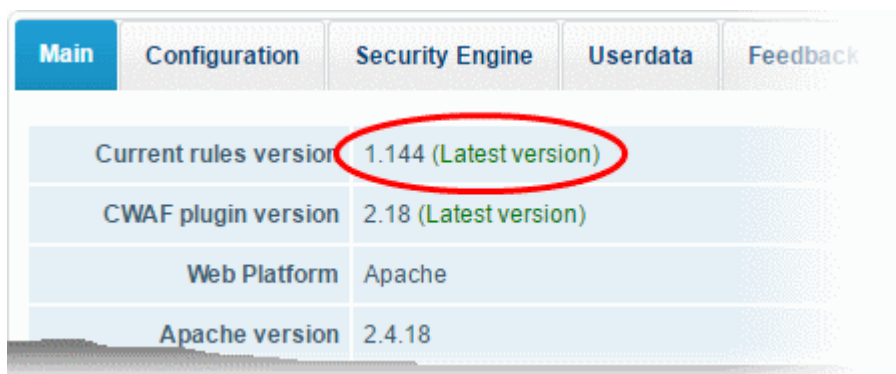 Main Configuration Security Engine Userdata Feedback
Current rules version 1.144 (Latest version)
CWAF plugin version 2.18 (Latest version)
Web Platform Apache
Apache version 2.4.18